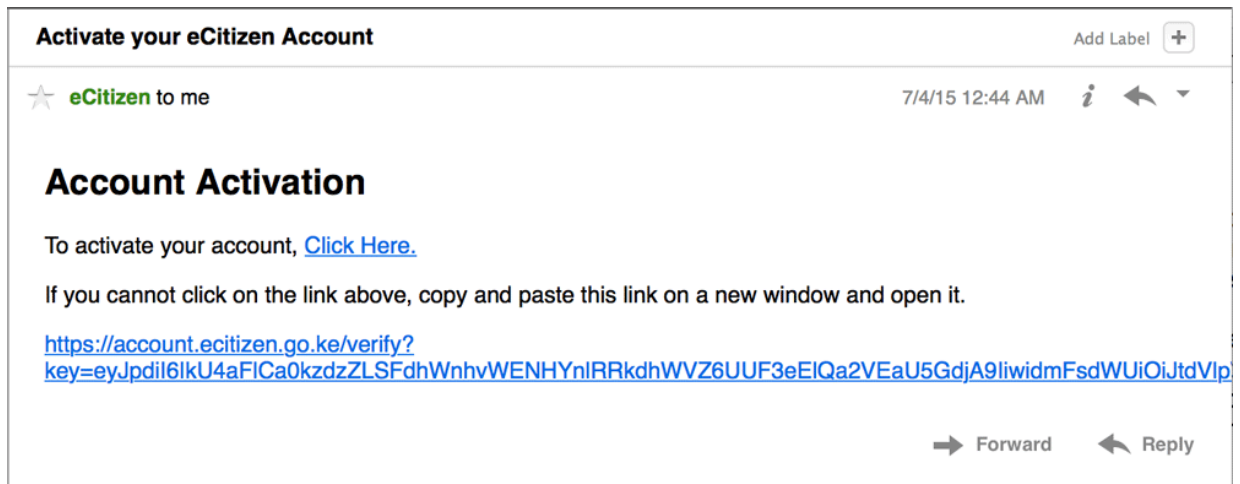 Activate your eCitizen Account
Add Label +
eCitizen to me
7/4/15 12:44 AM
Account Activation
To activate your account, Click Here.
If you cannot click on the link above, copy and paste this link on a new window and open it.
https://account.ecitizen.go.ke/verify?
key=eyJpdiI6IkU4aFlCa0kzdzZLSFdhWnhvWENHYnlRRkdhWVZ6UUF3eElQa2VEaU5GdjA9IiwidmFsdWUiOiJtdVlp
Forward
Reply